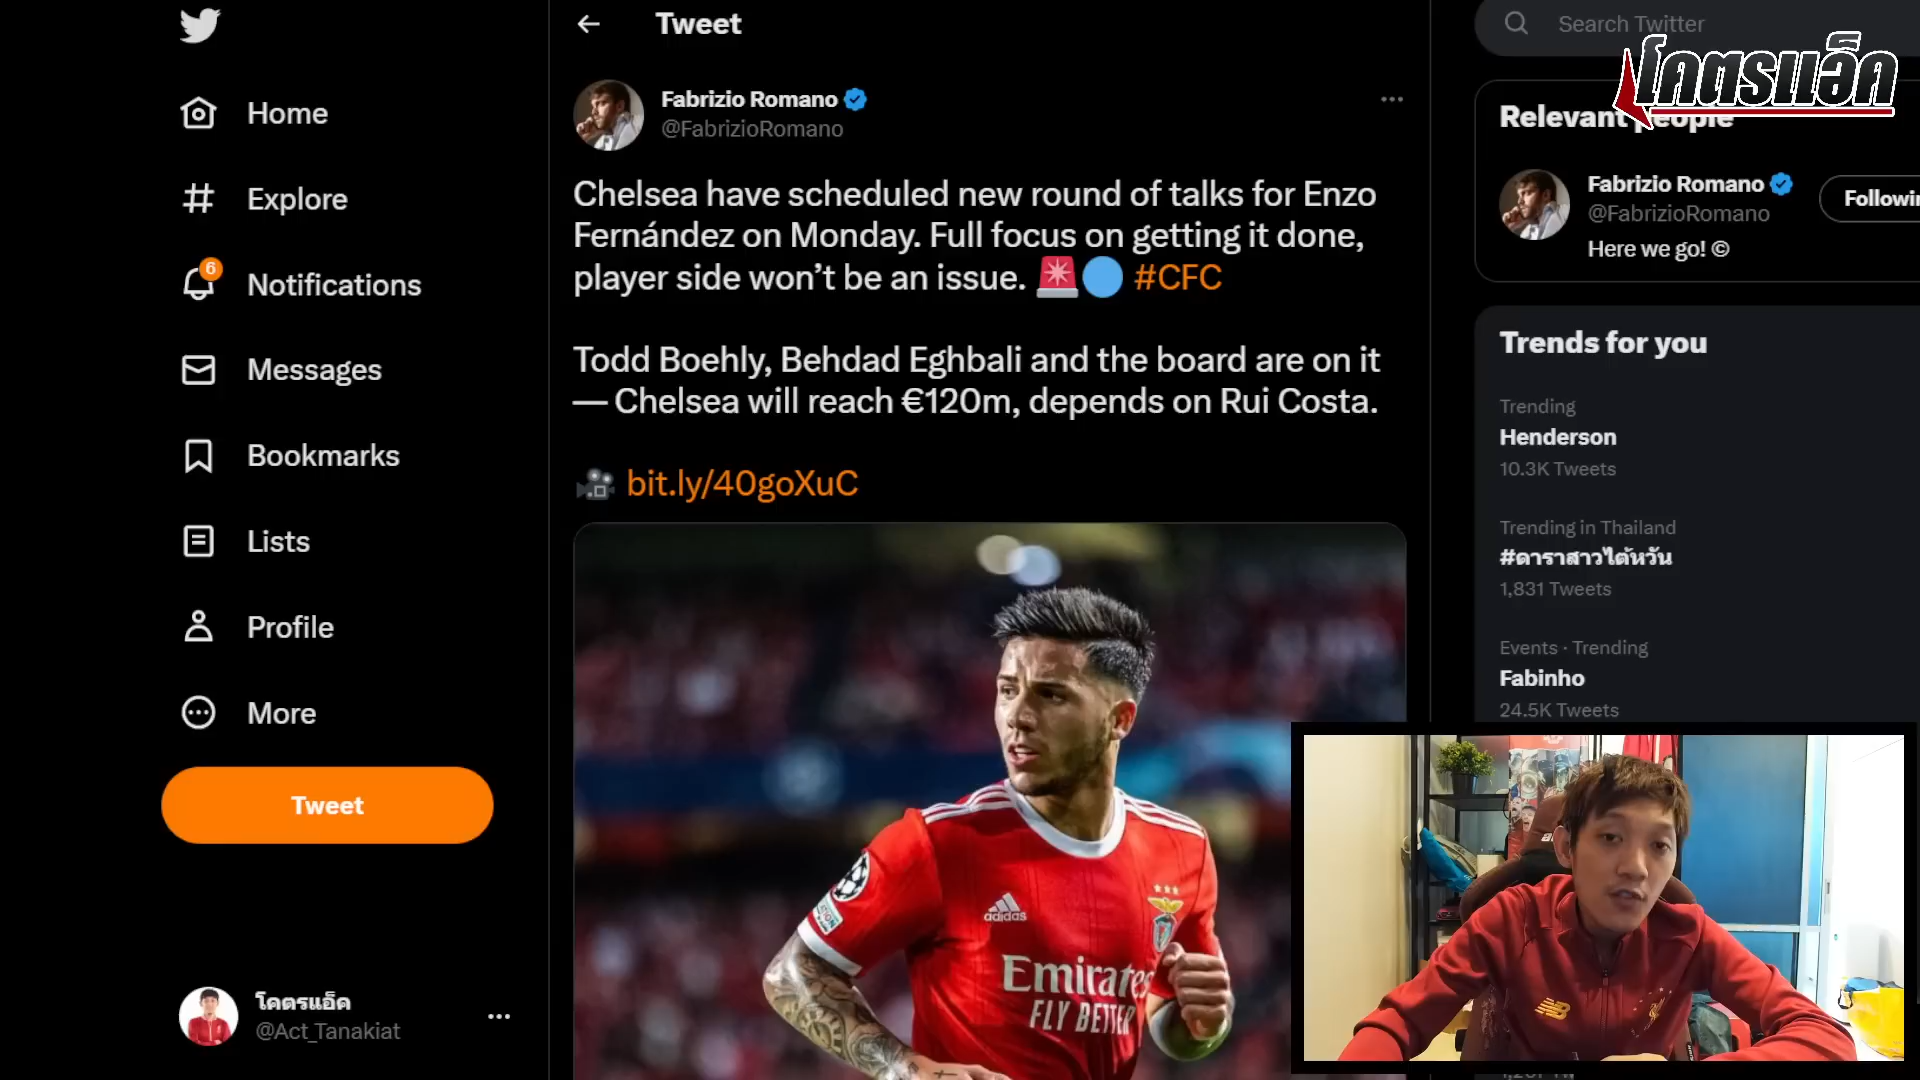 Home
Explore
6
Notifications
Messages
Bookmarks
Lists
Profile
More
Tweet
โคตรแอ็ค
@Act_Tanakiat
Tweet
Fabrizio Romano
@FabrizioRomano
Chelsea have scheduled new round of talks for Enzo
Fernández on Monday. Full focus on getting it done,
player side won’t be an issue. 🚨🔵 #CFC
Todd Boehly, Behdad Eghbali and the board are on it
— Chelsea will reach €120m, depends on Rui Costa.
🎥 bit.ly/40goXuC
adidas
Emirates
FLY BETTER
Search Twitter
โคตรแอ็ค
Relevant people
Fabrizio Romano
@FabrizioRomano
Followin
Here we go! ©
Trends for you
Trending
Henderson
10.3K Tweets
Trending in Thailand
#ดาราสาวไต้หวัน
1,831 Tweets
Events · Trending
Fabinho
24.5K Tweets